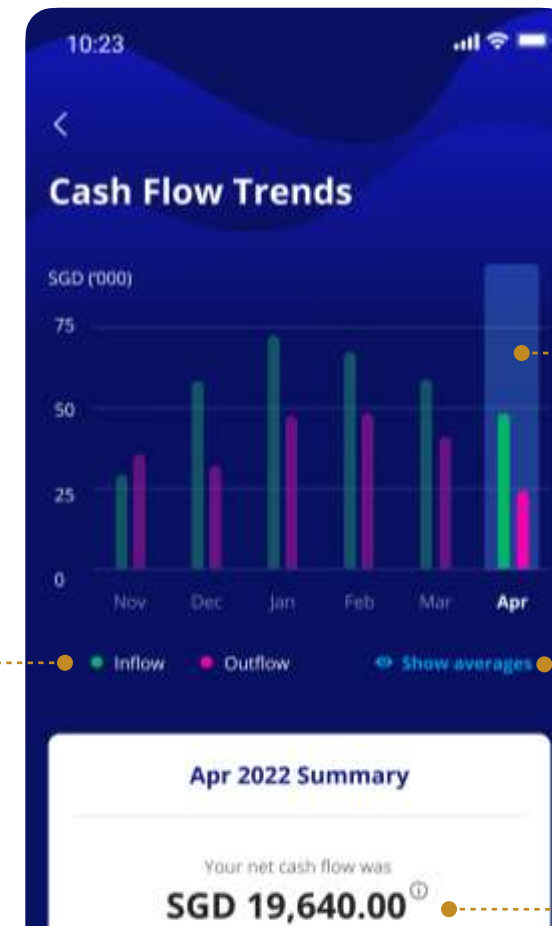 10:23
Cash Flow Trends
SGD ('000)
75
50
25
0
Nov Dec Jan Feb Mar Apr
Inflow Outflow Show averages
Apr 2022 Summary
Your net cash flow was
SGD 19,640.00